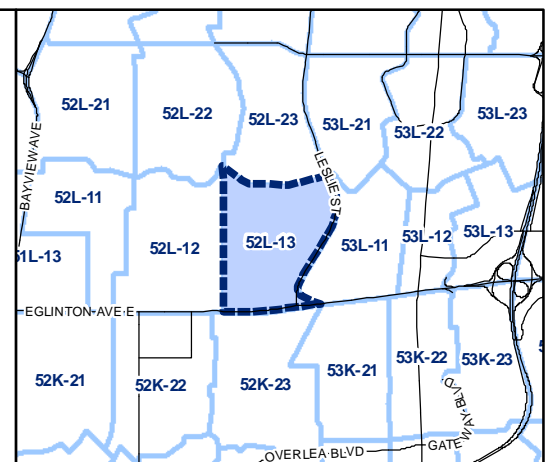 52L-21
52L-22
52L-23
53L-21
53L-22
53L-23
BAYVIEW AVE
LESLIE ST
52L-11
52L-12
52L-13
53L-11
53L-12
53L-13
51L-13
EGLINTON AVE E
52K-21
52K-22
52K-23
53K-21
53K-22
53K-23
OVERLEA BLVD
GATEWAY BLVD